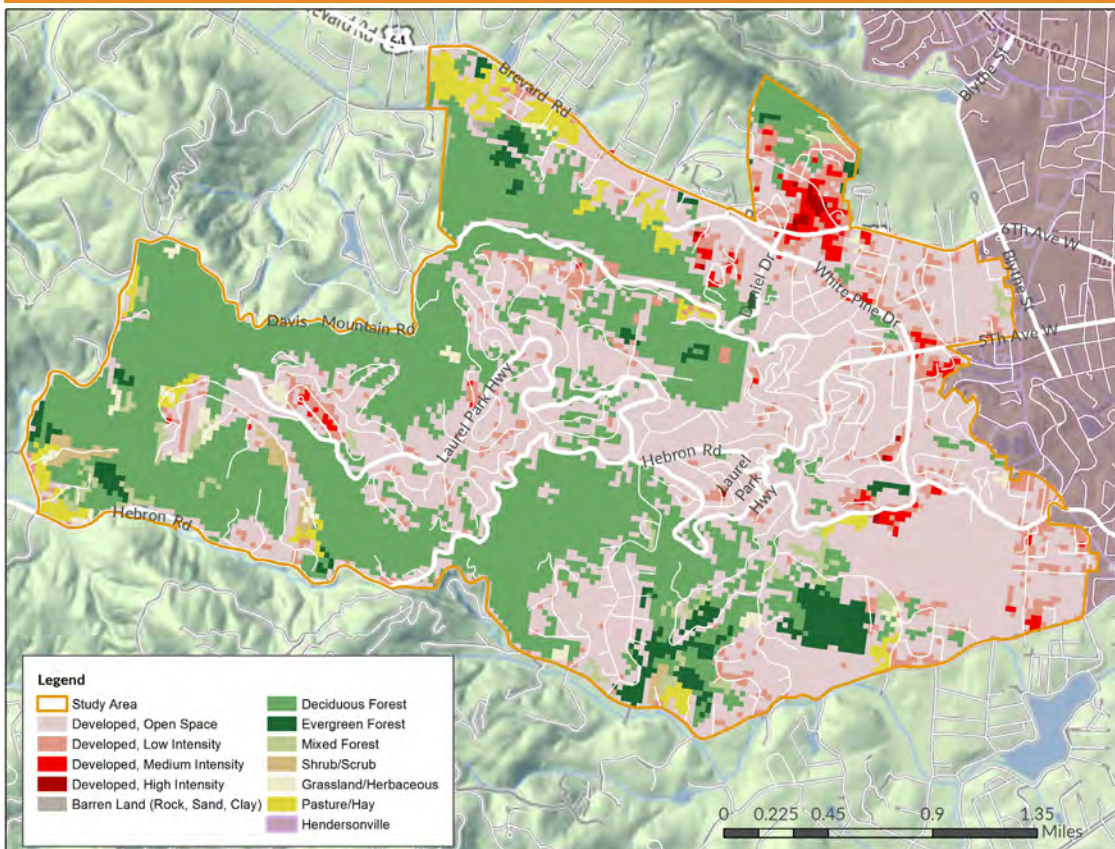 Brevard Rd
Blythe St
6Th Ave W
Blythe St
Daniel Dr
White Pine Dr
5Th Ave W
Davis Mountain Rd
Laurel Park Hwy
Hebron Rd
Laurel
Park
Hwy
Hebron Rd
Legend
Study Area
Developed, Open Space
Developed, Low Intensity
Developed, Medium Intensity
Developed, High Intensity
Barren Land (Rock, Sand, Clay)
Deciduous Forest
Evergreen Forest
Mixed Forest
Shrub/Scrub
Grassland/Herbaceous
Pasture/Hay
Hendersonville
0 0.225 0.45 0.9 1.35
Miles